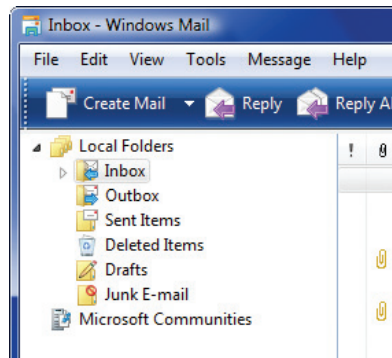 Inbox - Windows Mail
File Edit View Tools Message Help
Create Mail Reply Reply
Local Folders
!
Inbox
Outbox
Sent Items
Deleted Items
Drafts
Junk E-mail
Microsoft Communities